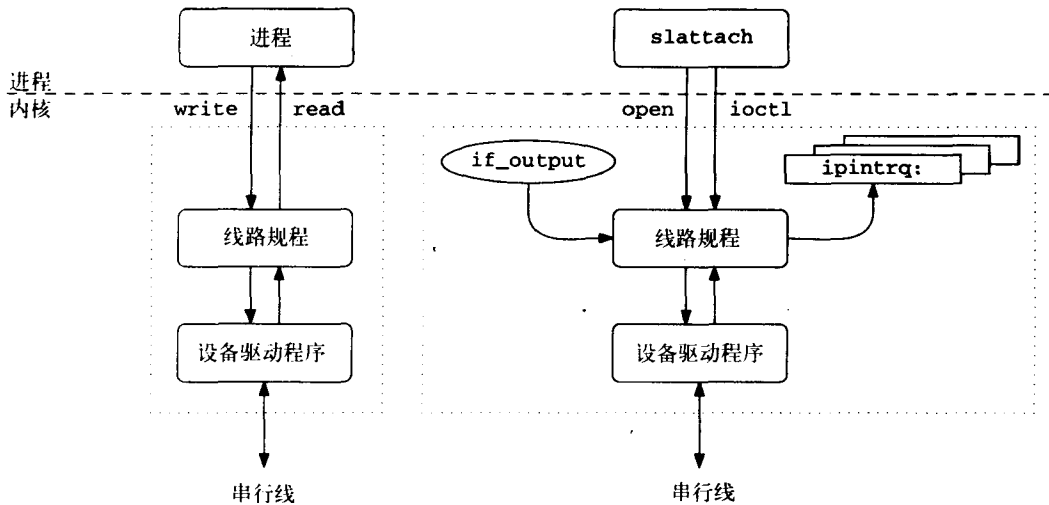 进程
slattach
进程
内核
write
read
open
ioctl
if_output
ipintrq:
线路规程
线路规程
设备驱动程序
设备驱动程序
串行线
串行线